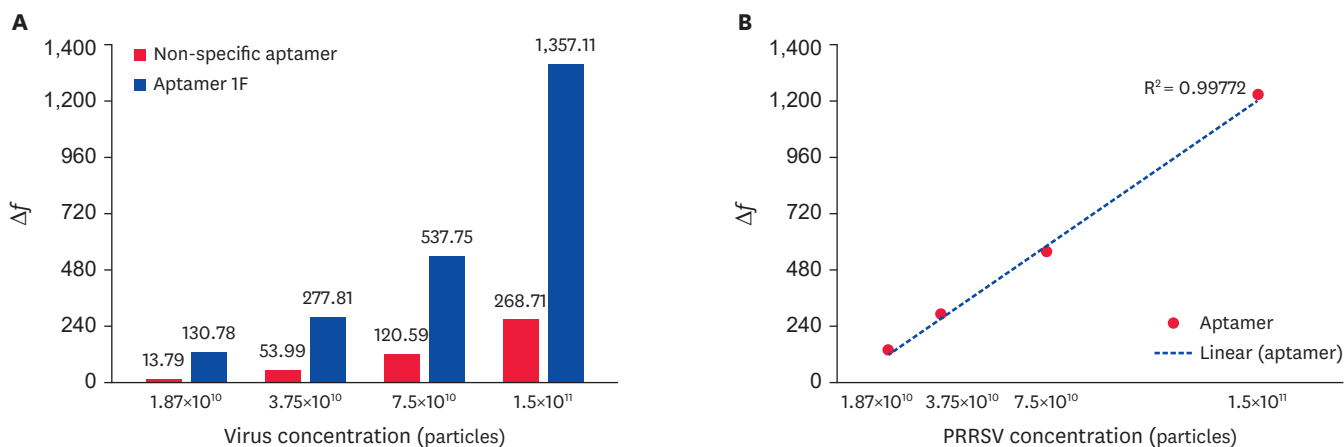 A
1,400
1,200
960
720
480
240
0
Δf
Non-specific aptamer
Aptamer 1F
13.79
130.78
53.99
277.81
120.59
537.75
268.71
1,357.11
1.87×10¹⁰
3.75×10¹⁰
7.5×10¹⁰
1.5×10¹¹
Virus concentration (particles)
B
1,400
1,200
960
720
480
240
0
Δf
R² = 0.99772
Aptamer
Linear (aptamer)
1.87×10¹⁰
3.75×10¹⁰
7.5×10¹⁰
1.5×10¹¹
PRRSV concentration (particles)